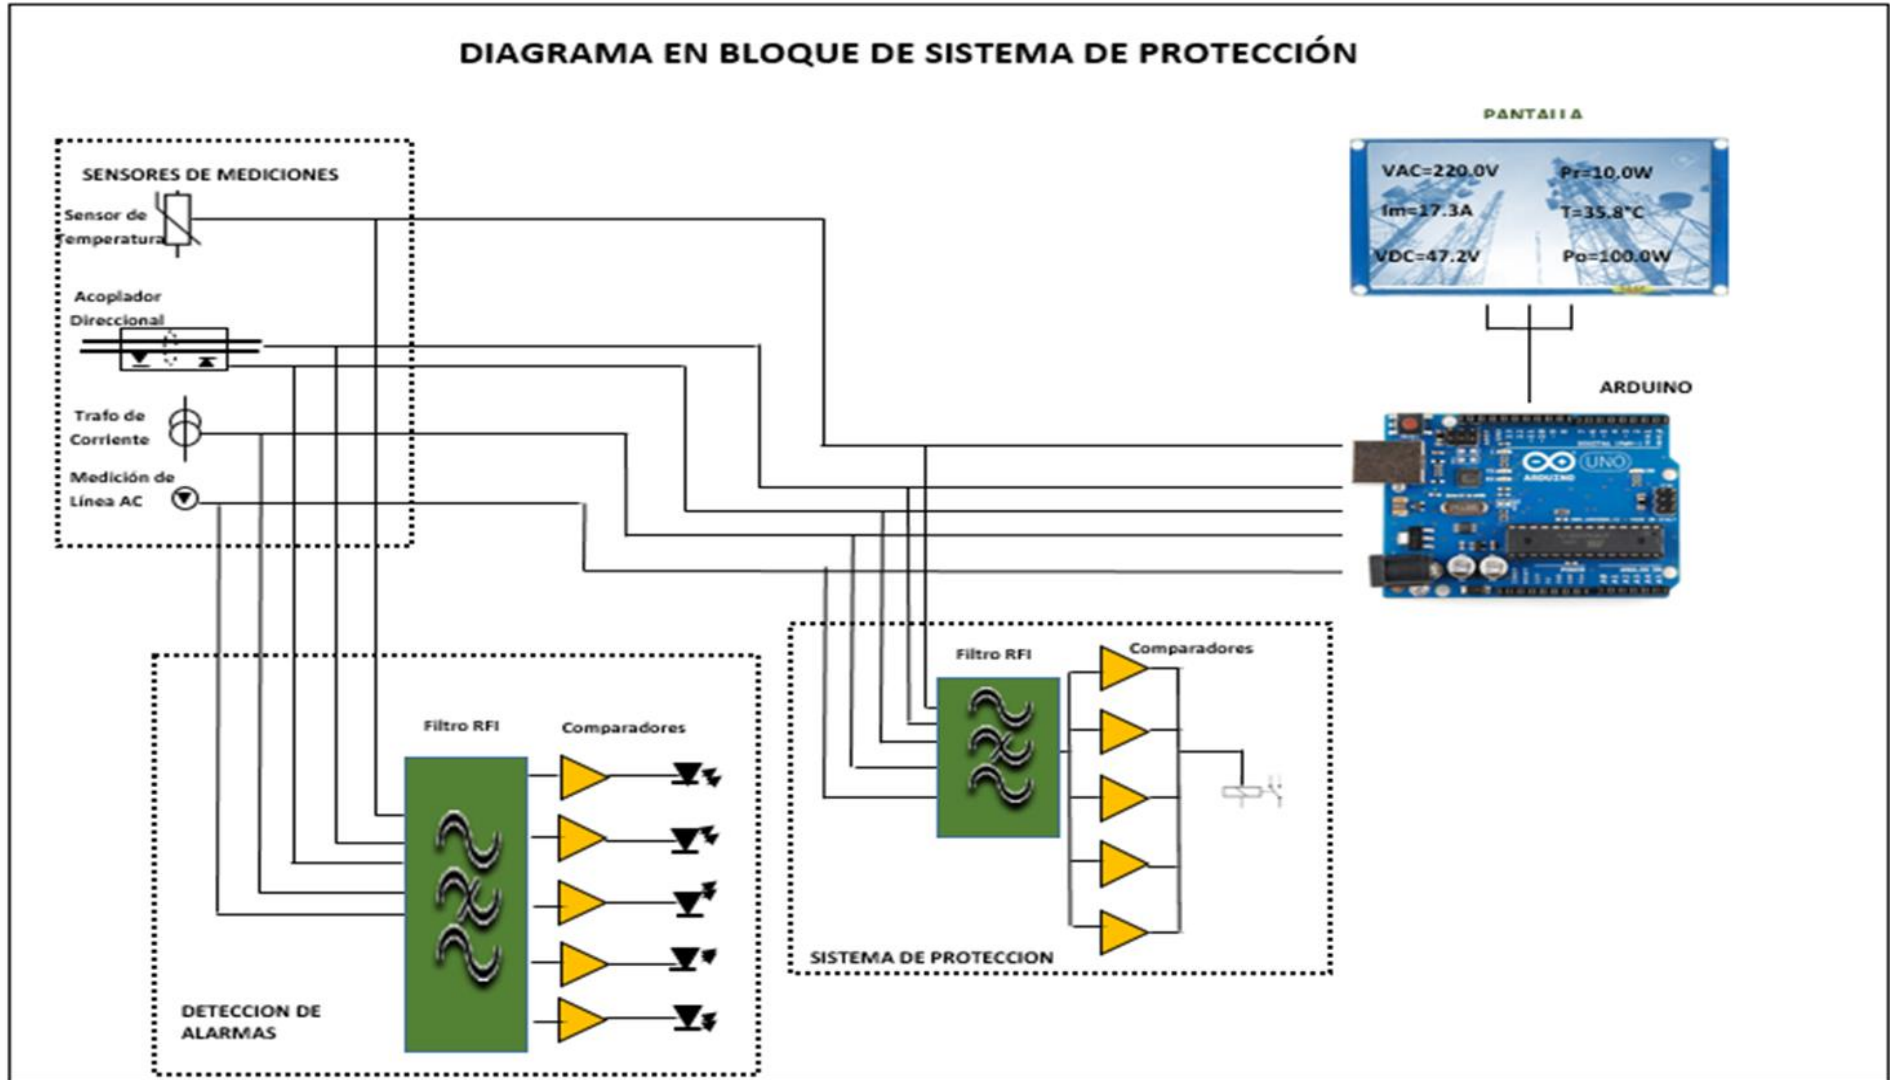 DIAGRAMA EN BLOQUE DE SISTEMA DE PROTECCIÓN
PANTALLA
VAC=220.0V
Pr=10.0W
Im=17.3A
T=35.8°C
VDC=47.2V
Po=100.0W
SENSORES DE MEDICIONES
Sensor de
Temperatura
Acoplador
Direccional
Trafo de
Corriente
Medición de
Línea AC
ARDUINO
UNO
ARDUINO
Filtro RFI
Comparadores
SISTEMA DE PROTECCION
Filtro RFI
Comparadores
DETECCION DE
ALARMAS